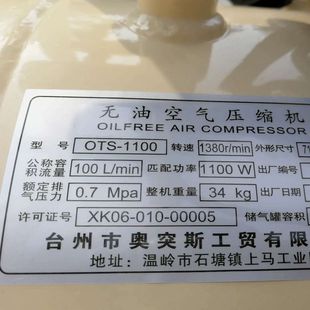 无油空气压缩机
OILFREE AIR COMPRESSOR
型号 OTS-1100 转速 1380r/min 外形尺寸 71
公称容积流量 100 L/min 匹配功率 1100 W 出厂编号
额定排气压力 0.7 Mpa 整机重量 34 kg 出厂日期
许可证号 XK06-010-00005 储气罐容积
台州市奥突斯工贸有限
地址：温岭市石塘镇上马工业